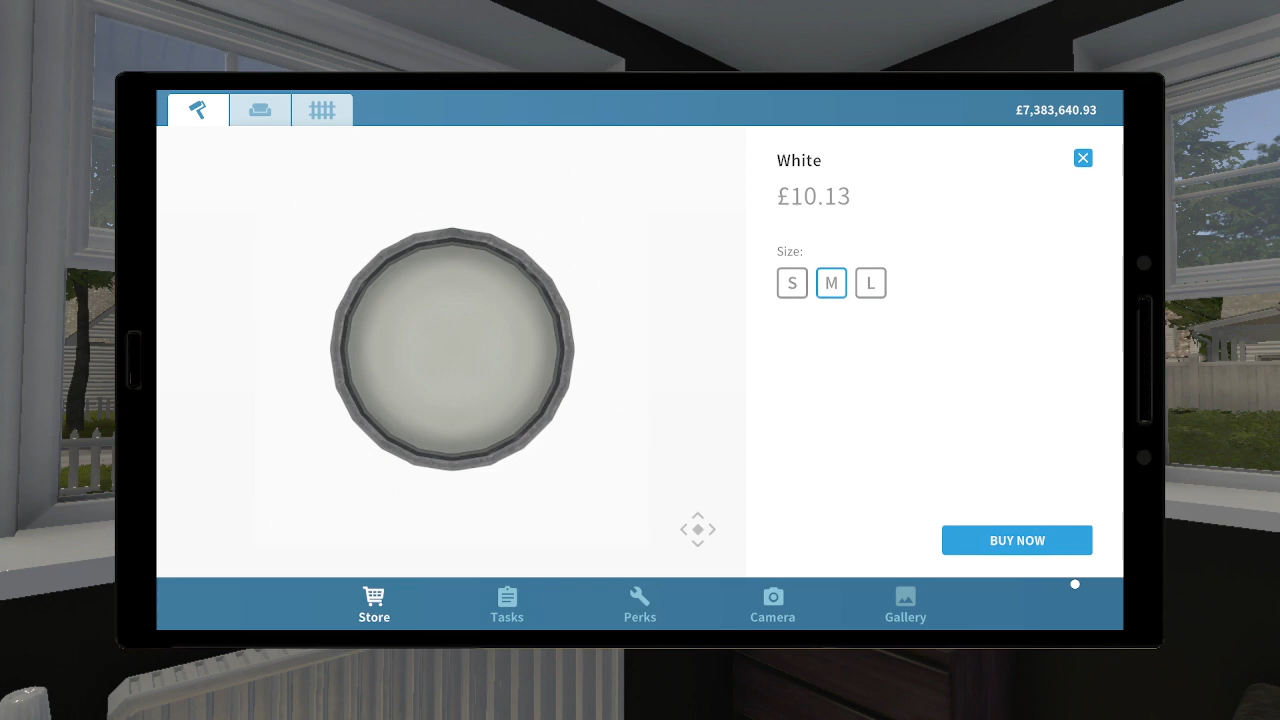 £7,383,640.93
White
£10.13
Size:
S M L
BUY NOW
Store Tasks Perks Camera Gallery